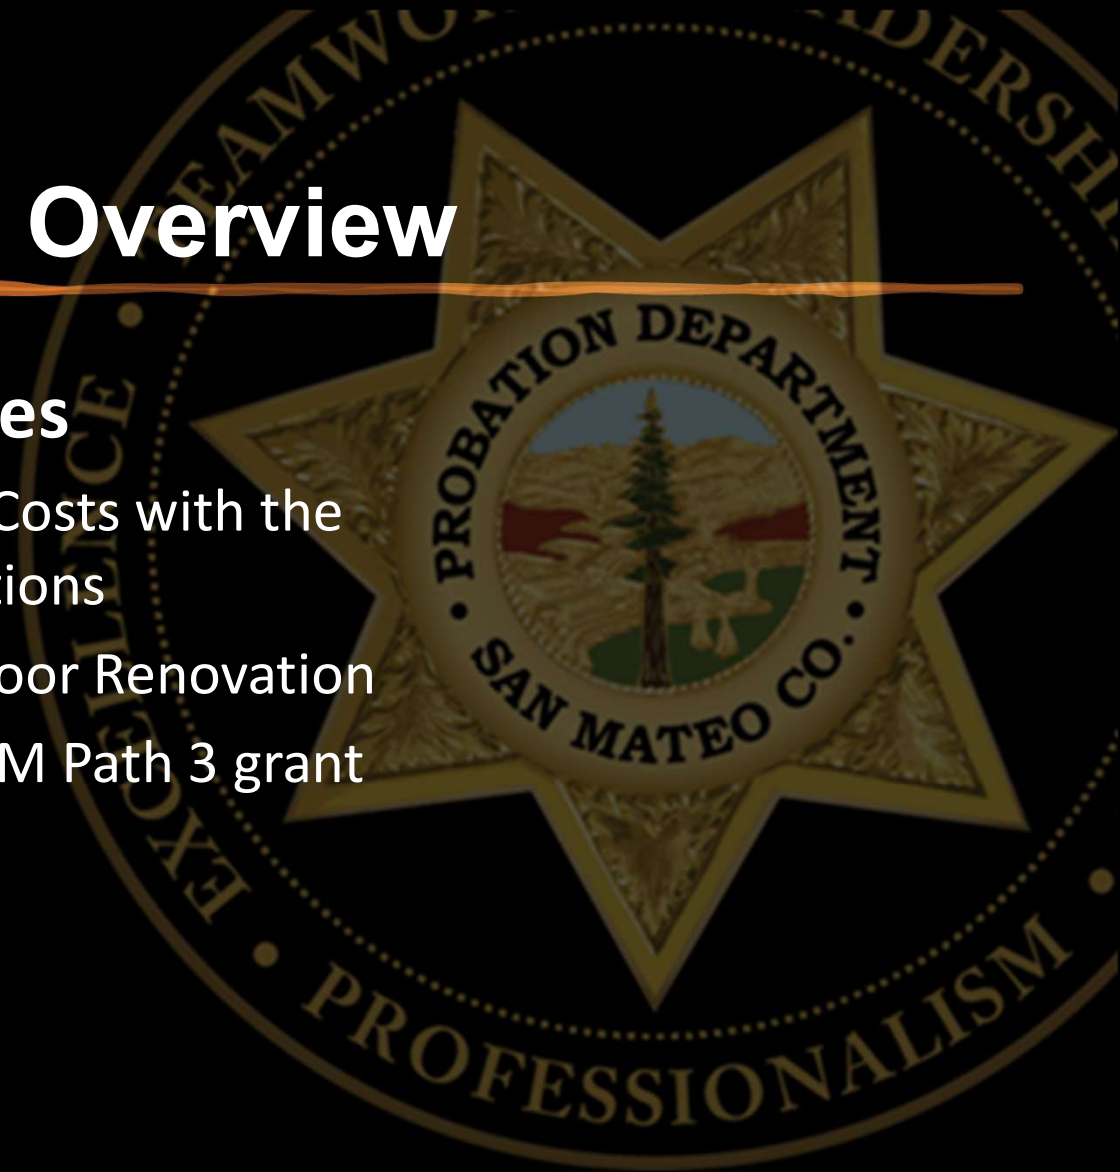 Overview
es
Costs with the
tions
oor Renovation
M Path 3 grant
TEAMWO
ADERSHI
EXCELLENCE
PROFESSIONALISM
• PROBATION DEPARTMENT •
SAN MATEO CO.